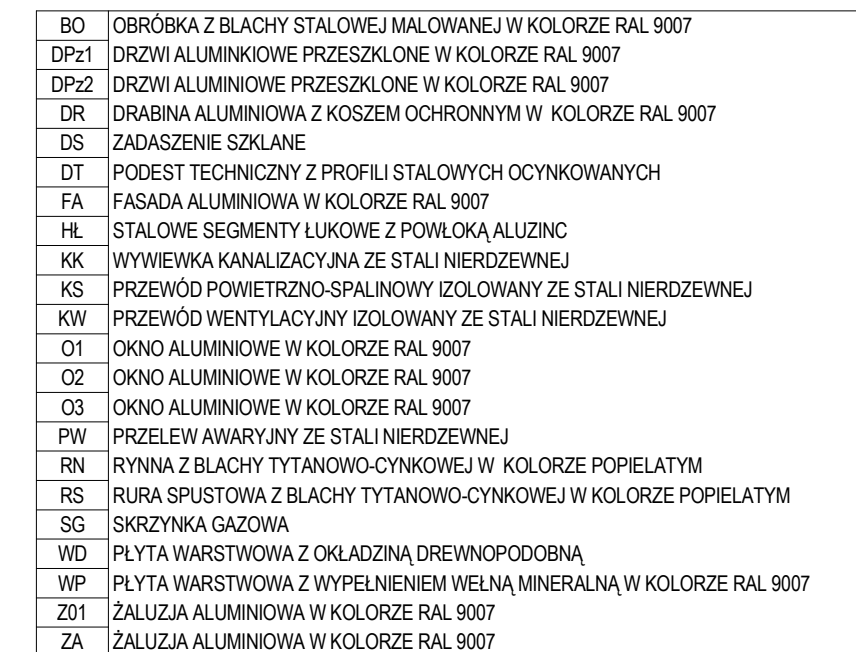 BO OBRÓBKA Z BLACHY STALOWEJ MALOWANEJ W KOLORZE RAL 9007
DPz1 DRZWI ALUMINKIOWE PRZESZKLONE W KOLORZE RAL 9007
DPz2 DRZWI ALUMINIOWE PRZESZKLONE W KOLORZE RAL 9007
DR DRABINA ALUMINIOWA Z KOSZEM OCHRONNYM W KOLORZE RAL 9007
DS ZADASZENIE SZKLANE
DT PODEST TECHNICZNY Z PROFILI STALOWYCH OCYNKOWANYCH
FA FASADA ALUMINIOWA W KOLORZE RAL 9007
HŁ STALOWE SEGMENTY ŁUKOWE Z POWŁOKĄ ALUZINC
KK WYWIEWKA KANALIZACYJNA ZE STALI NIERDZEWNEJ
KS PRZEWÓD POWIETRZNO-SPALINOWY IZOLOWANY ZE STALI NIERDZEWNEJ
KW PRZEWÓD WENTYLACYJNY IZOLOWANY ZE STALI NIERDZEWNEJ
O1 OKNO ALUMINIOWE W KOLORZE RAL 9007
O2 OKNO ALUMINIOWE W KOLORZE RAL 9007
O3 OKNO ALUMINIOWE W KOLORZE RAL 9007
PW PRZELEW AWARYJNY ZE STALI NIERDZEWNEJ
RN RYNNA Z BLACHY TYTANOWO-CYNKOWEJ W KOLORZE POPIELATYM
RS RURA SPUSTOWA Z BLACHY TYTANOWO-CYNKOWEJ W KOLORZE POPIELATYM
SG SKRZYNKA GAZOWA
WD PŁYTA WARSTWOWA Z OKŁADZINĄ DREWNOPODOBNĄ
WP PŁYTA WARSTWOWA Z WYPEŁNIENIEM WEŁNĄ MINERALNĄ W KOLORZE RAL 9007
Z01 ŻALUZJA ALUMINIOWA W KOLORZE RAL 9007
ZA ŻALUZJA ALUMINIOWA W KOLORZE RAL 9007